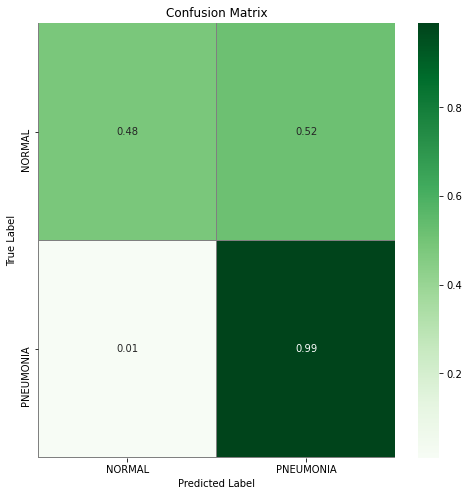 Confusion Matrix
True Label
NORMAL
0.48 0.52
PNEUMONIA
0.01 0.99
NORMAL PNEUMONIA
Predicted Label
0.8
0.6
0.4
0.2